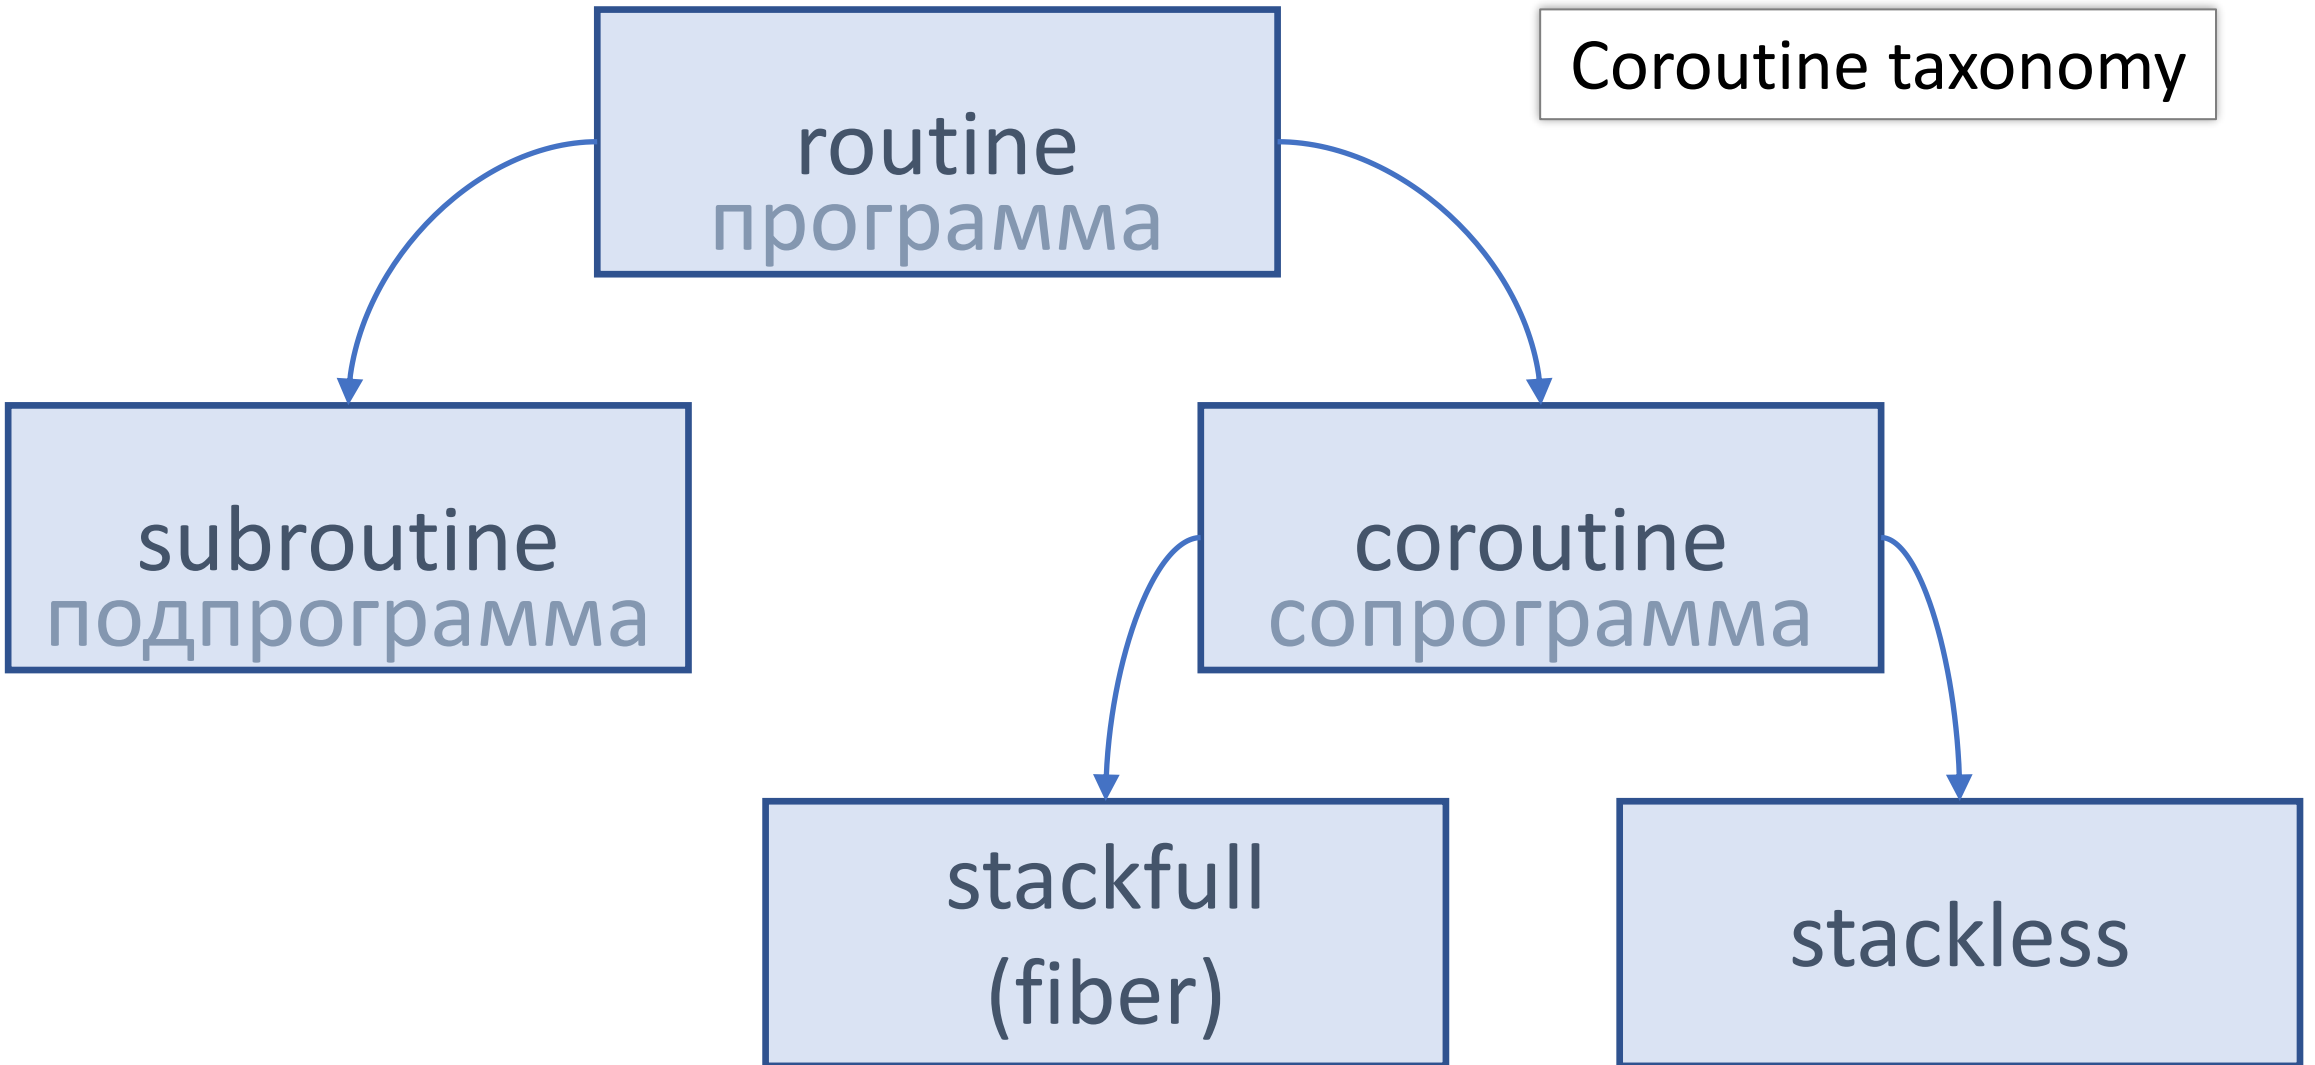 Coroutine taxonomy
routine
программа
subroutine
подпрограмма
coroutine
сопрограмма
stackfull
(fiber)
stackless